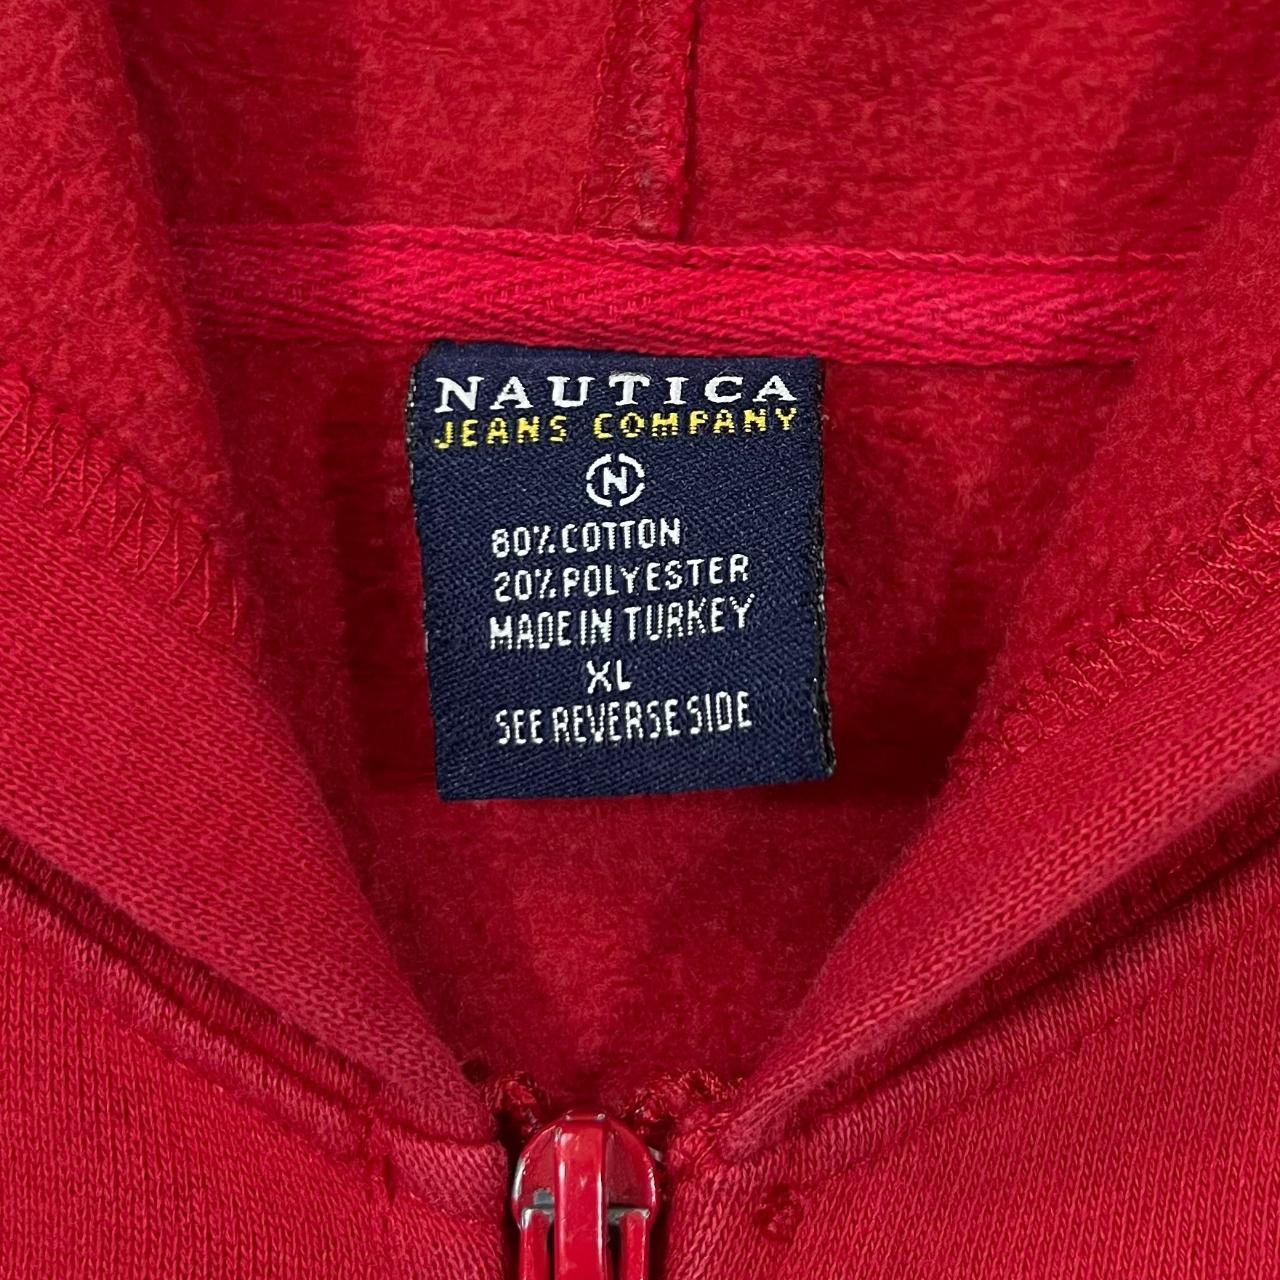 NAUTICA
JEANS COMPANY
N
80% COTTON
20% POLYESTER
MADE IN TURKEY
XL
SEE REVERSE SIDE